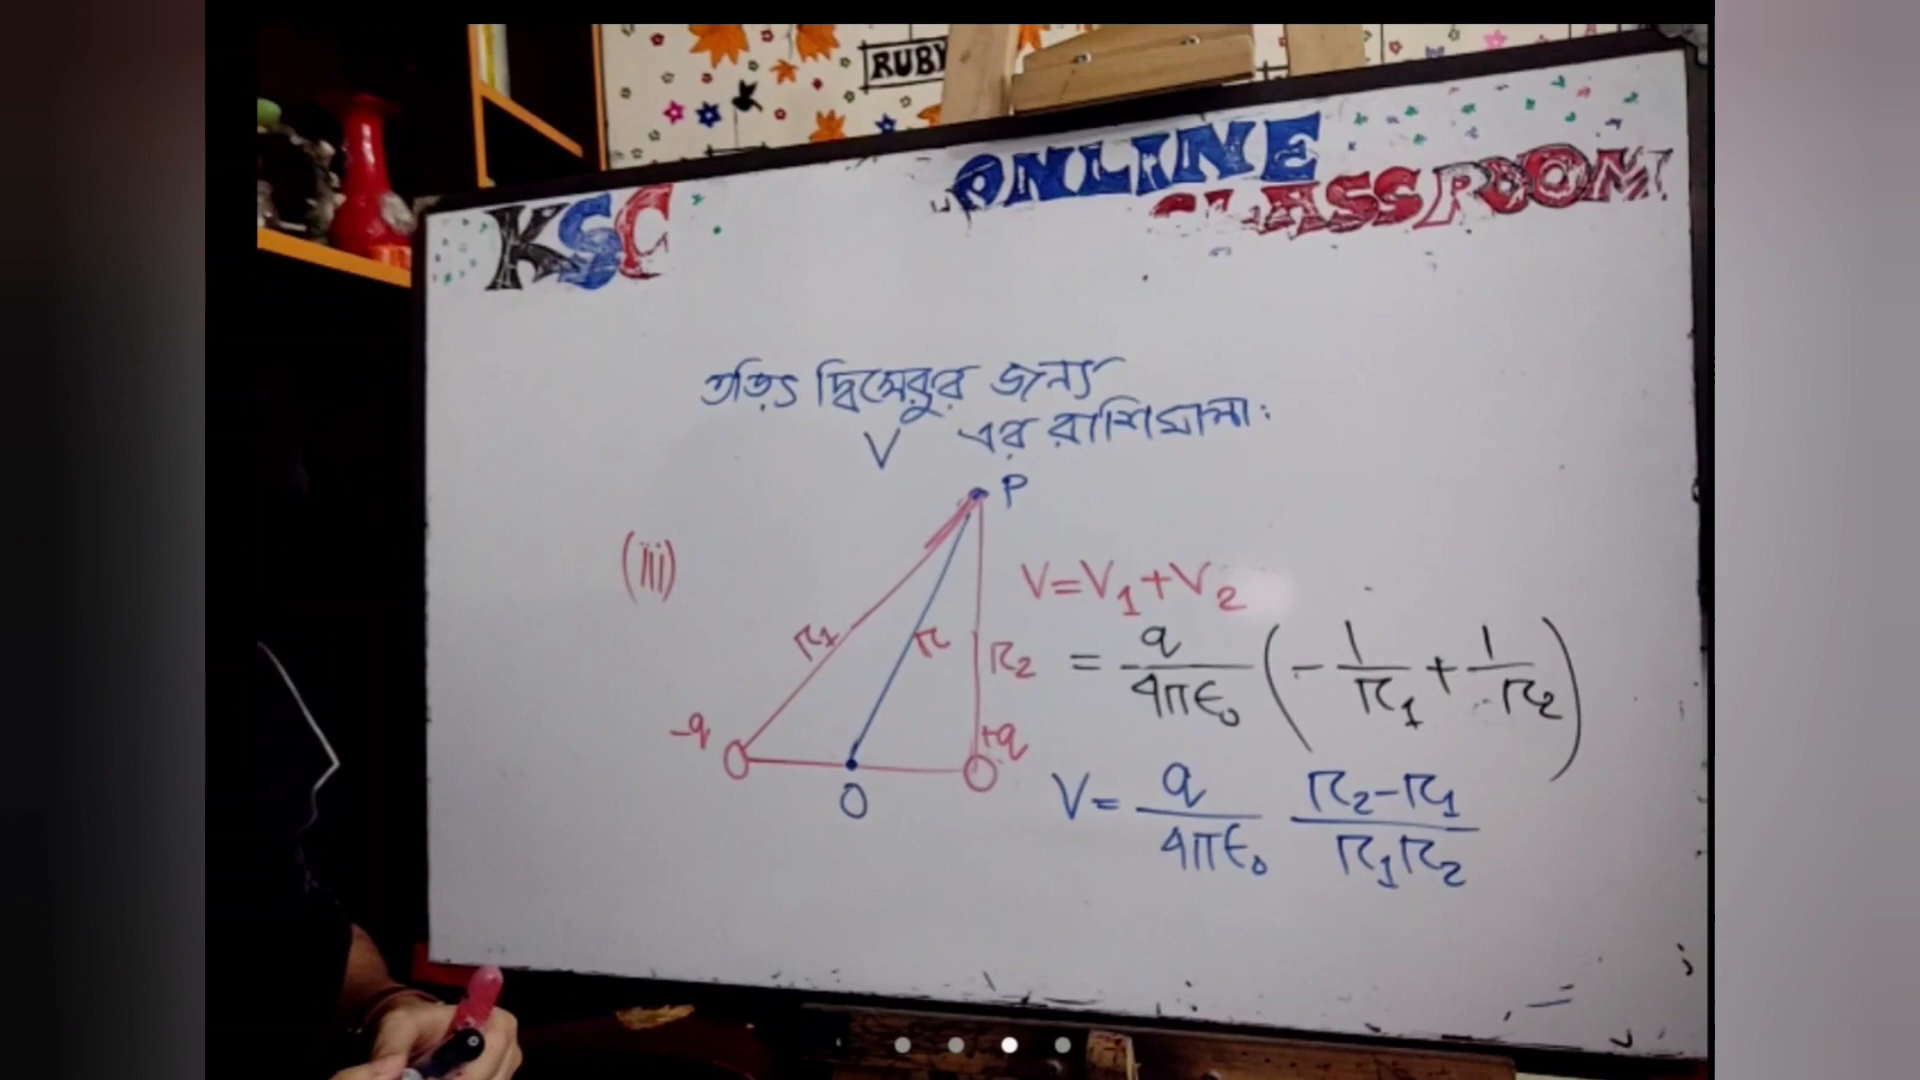 RUBY
KSC
ONLINE
CLASSROOM
তড়িৎ দ্বিমেরুর জন্য
V এর রাশিমালা:
P
(iii)
V=V₁+V₂
r₁ r r₂
= q/4πε₀ (-1/r₁ + 1/r₂)
-q +q
O
V= q/4πε₀ r₂-r₁/r₁r₂